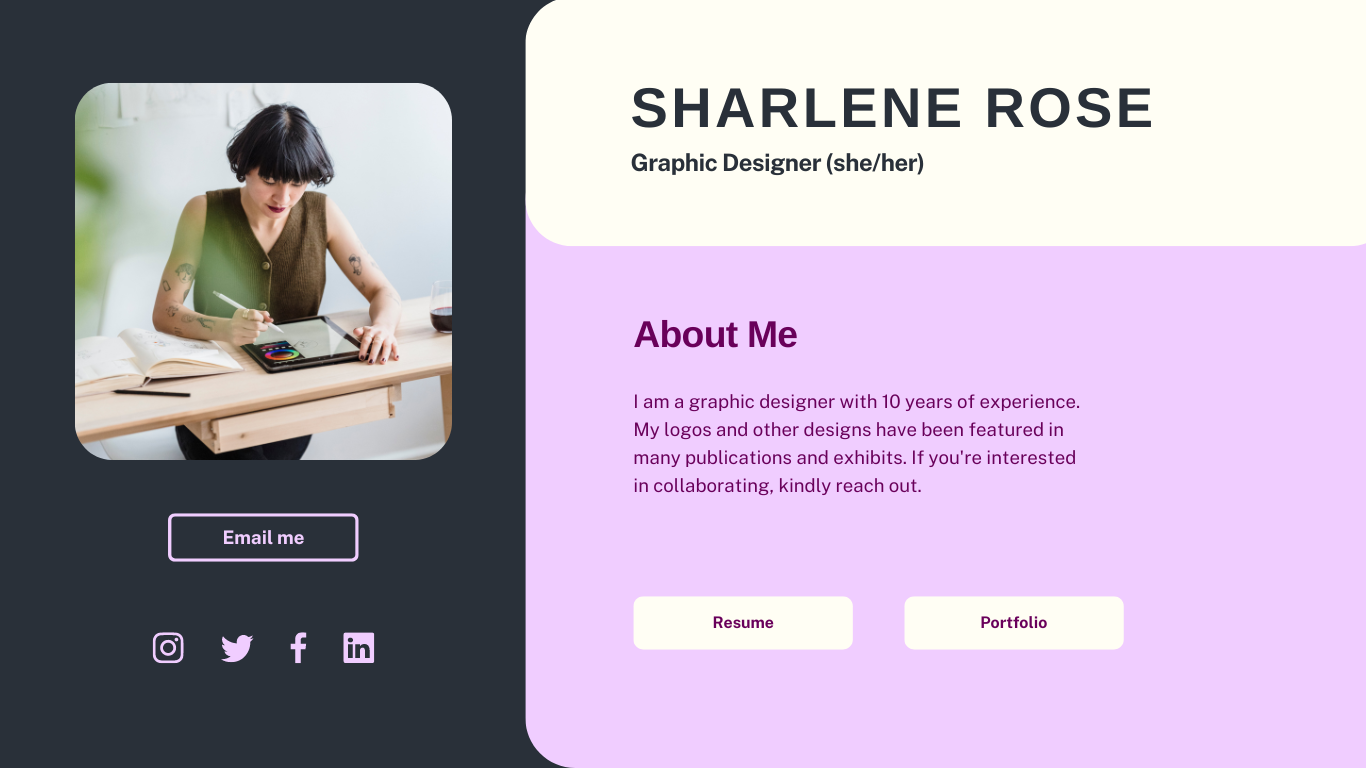 SHARLENE ROSE
Graphic Designer (she/her)
About Me
I am a graphic designer with 10 years of experience.
My logos and other designs have been featured in
many publications and exhibits. If you're interested
in collaborating, kindly reach out.
Email me
Resume
Portfolio